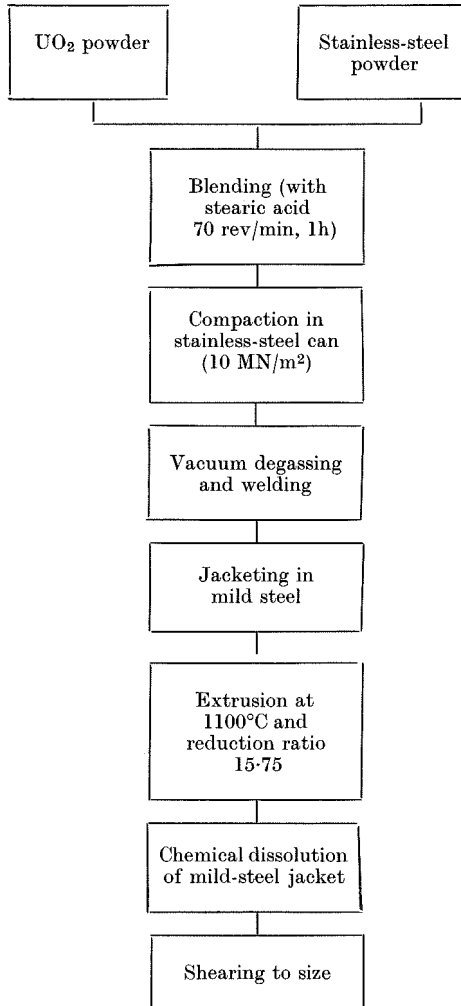 UO₂ powder
Stainless-steel
powder
Blending (with
stearic acid
70 rev/min, 1h)
Compaction in
stainless-steel can
(10 MN/m²)
Vacuum degassing
and welding
Jacketing in
mild steel
Extrusion at
1100°C and
reduction ratio
15·75
Chemical dissolution
of mild-steel jacket
Shearing to size